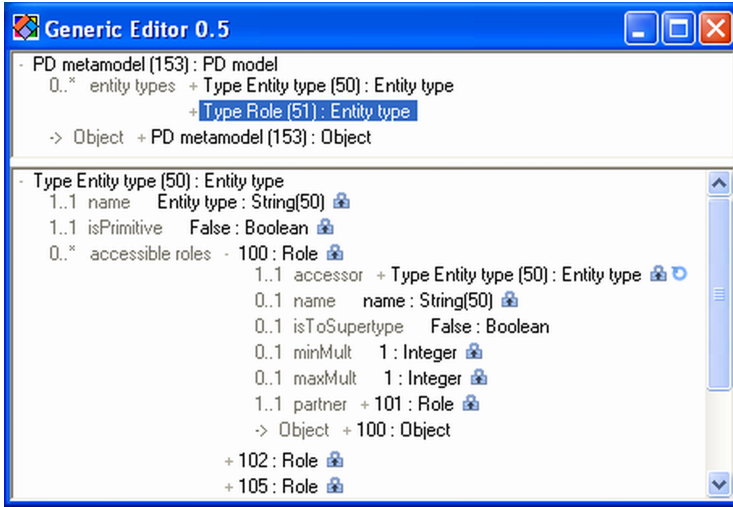 Generic Editor 0.5
- PD metamodel (153) : PD model
0..* entity types + Type Entity type (50) : Entity type
+ Type Role (51) : Entity type
-> Object + PD metamodel (153) : Object
- Type Entity type (50) : Entity type
1..1 name Entity type : String(50)
1..1 isPrimitive False : Boolean
0..* accessible roles - 100 : Role
1..1 accessor + Type Entity type (50) : Entity type
0..1 name name : String(50)
0..1 isToSupertype False : Boolean
0..1 minMult 1 : Integer
0..1 maxMult 1 : Integer
1..1 partner + 101 : Role
-> Object + 100 : Object
+ 102 : Role
+ 105 : Role